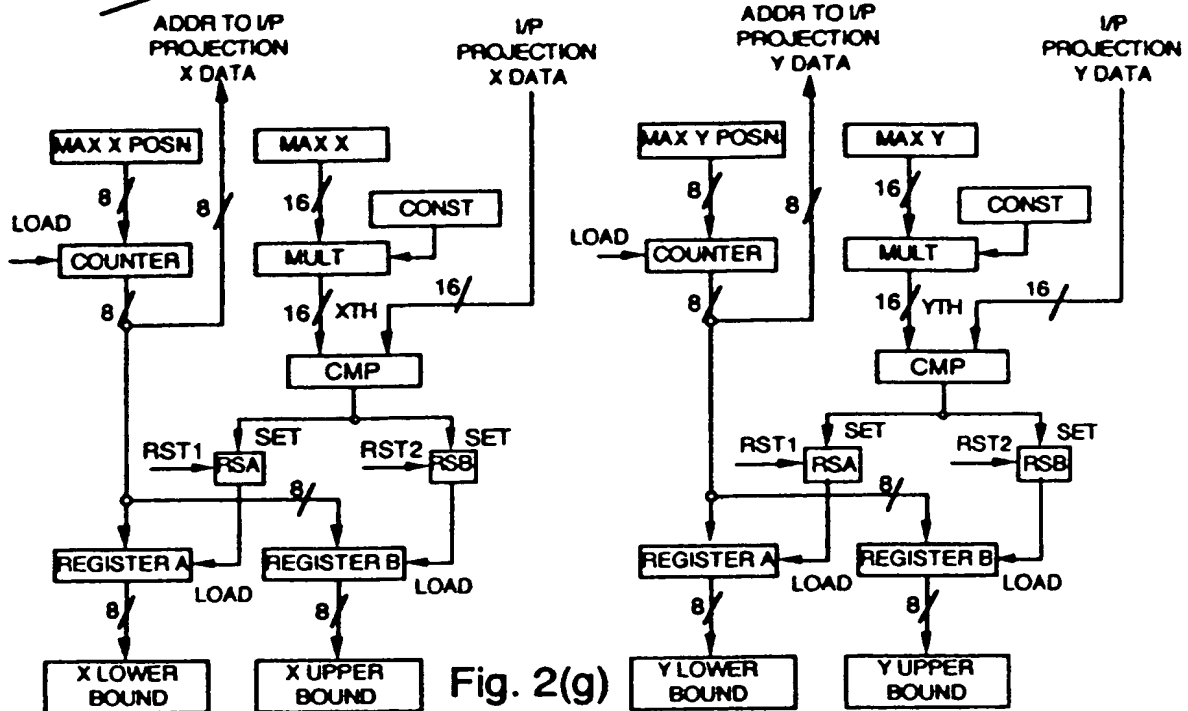 ADDR TO I/P
PROJECTION
X DATA
I/P
PROJECTION
X DATA
MAX X POSN
MAX X
8
16
8
CONST
LOAD
COUNTER
MULT
8
16
XTH
16
CMP
SET
SET
RST1
RSA
RST2
RSB
8
REGISTER A
REGISTER B
LOAD
LOAD
8
8
X LOWER
BOUND
X UPPER
BOUND
ADDR TO I/P
PROJECTION
Y DATA
I/P
PROJECTION
Y DATA
MAX Y POSN
MAX Y
8
16
8
CONST
LOAD
COUNTER
MULT
8
16
YTH
16
CMP
SET
SET
RST1
RSA
RST2
RSB
8
REGISTER A
REGISTER B
LOAD
LOAD
8
8
Y LOWER
BOUND
Y UPPER
BOUND
Fig. 2(g)